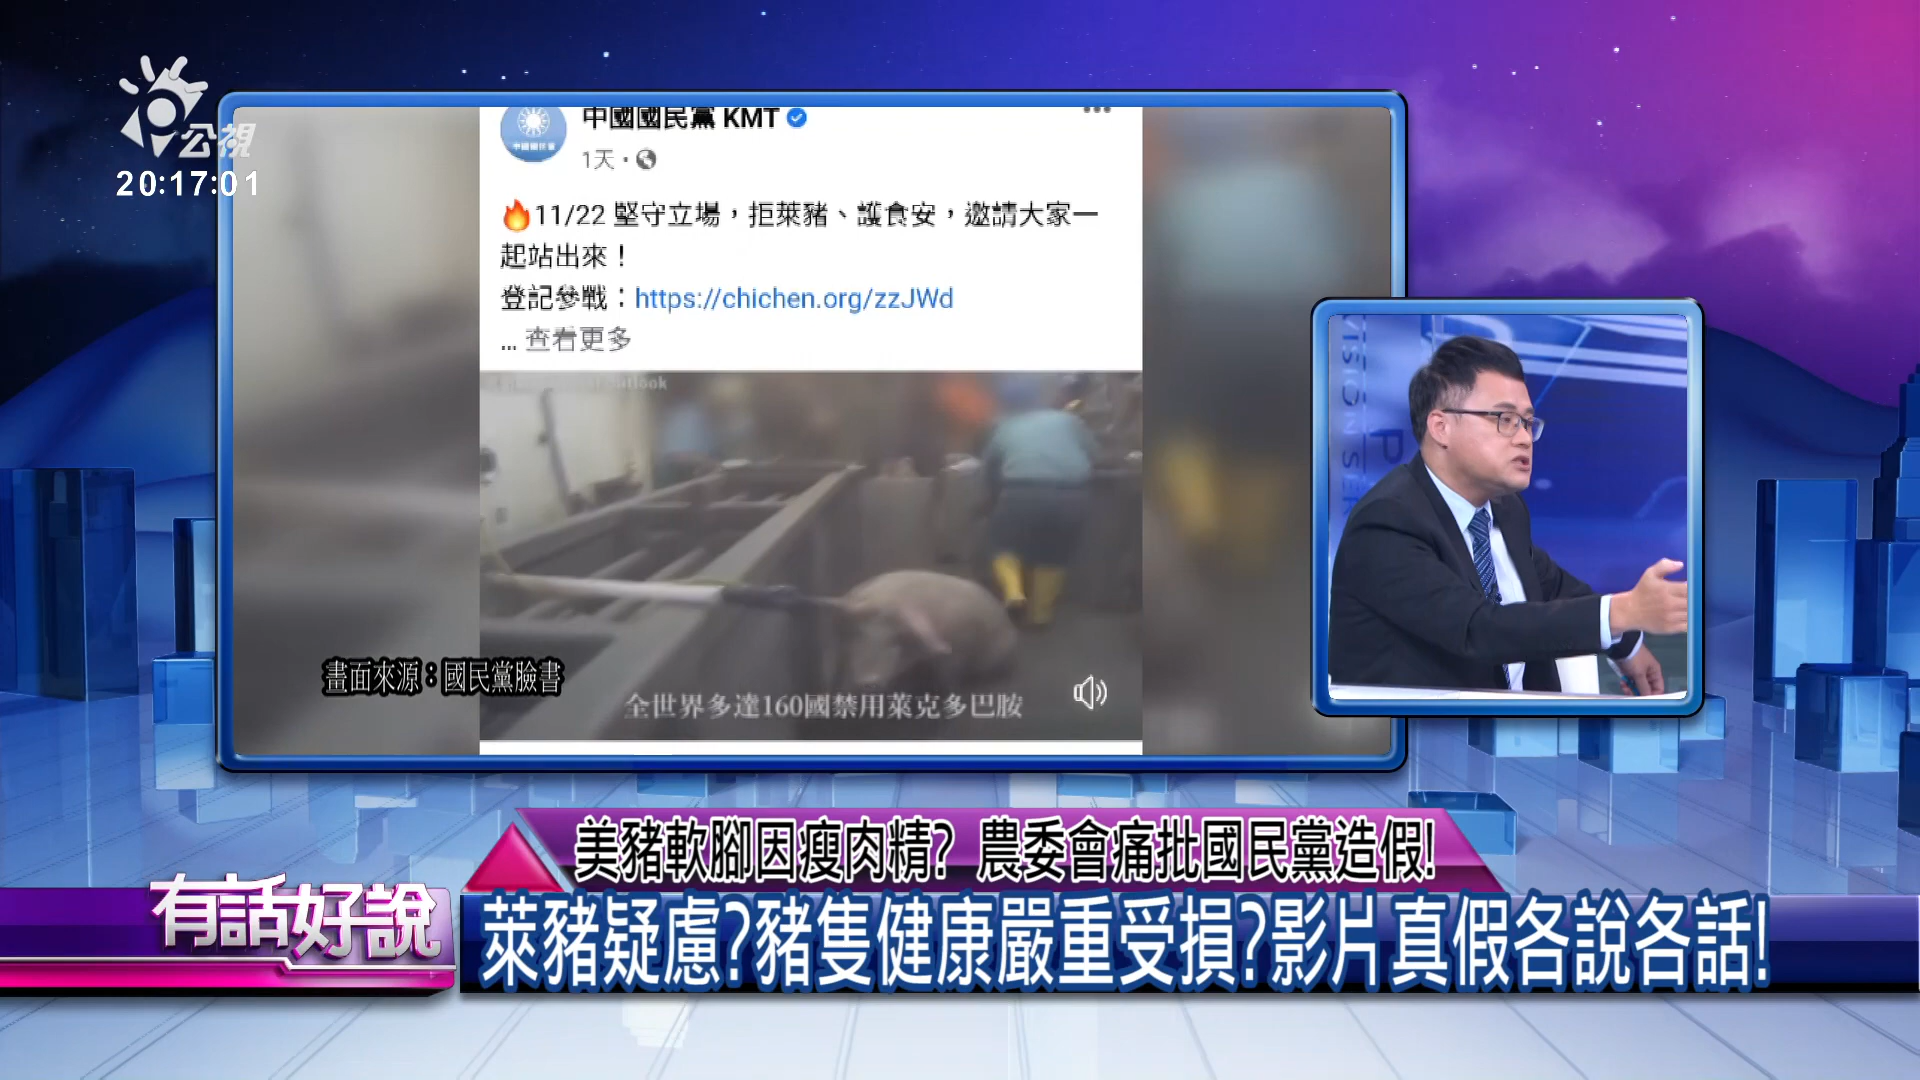 公視
20:17:01
中國國民黨 KMT
1天
11/22 堅守立場，拒萊豬、護食安，邀請大家一
起站出來！
登記參戰：https://chichen.org/zzJWd
... 查看更多
全世界多達160國禁用萊克多巴胺
畫面來源：國民黨臉書
美豬軟腳因瘦肉精? 農委會痛批國民黨造假!
有話好說
萊豬疑慮?豬隻健康嚴重受損?影片真假各說各話!